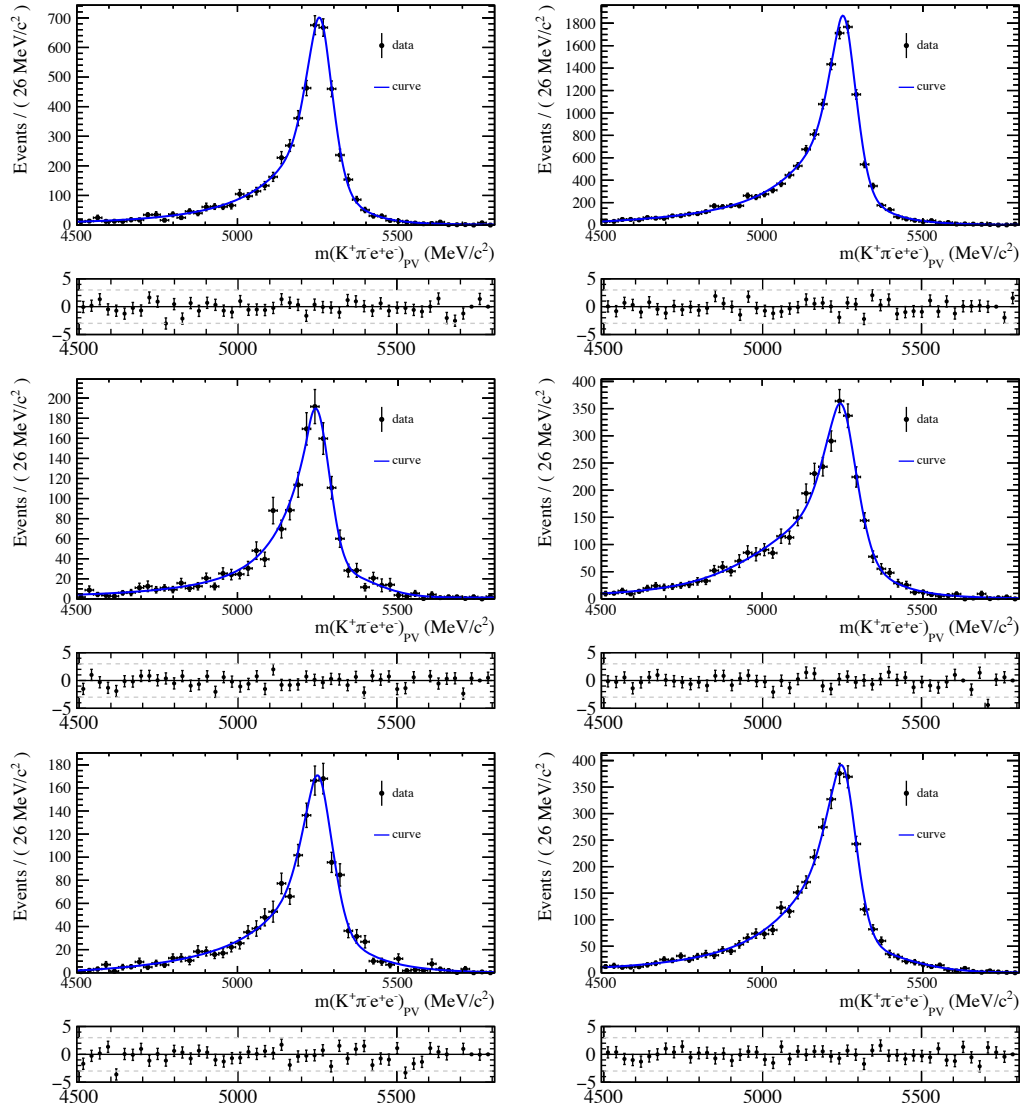 Events / ( 26 MeV/c²)
700
600
500
400
300
200
100
0
data
curve
4500 5000 5500
m(K⁺π⁻e⁺e⁻)PV (MeV/c²)
5
0
−5
4500 5000 5500
Events / ( 26 MeV/c²)
1800
1600
1400
1200
1000
800
600
400
200
0
data
curve
4500 5000 5500
m(K⁺π⁻e⁺e⁻)PV (MeV/c²)
5
0
−5
4500 5000 5500
Events / ( 26 MeV/c²)
200
180
160
140
120
100
80
60
40
20
0
data
curve
4500 5000 5500
m(K⁺π⁻e⁺e⁻)PV (MeV/c²)
5
0
−5
4500 5000 5500
Events / ( 26 MeV/c²)
400
350
300
250
200
150
100
50
0
data
curve
4500 5000 5500
m(K⁺π⁻e⁺e⁻)PV (MeV/c²)
5
0
−5
4500 5000 5500
Events / ( 26 MeV/c²)
180
160
140
120
100
80
60
40
20
0
data
curve
4500 5000 5500
m(K⁺π⁻e⁺e⁻)PV (MeV/c²)
5
0
−5
4500 5000 5500
Events / ( 26 MeV/c²)
400
350
300
250
200
150
100
50
0
data
curve
4500 5000 5500
m(K⁺π⁻e⁺e⁻)PV (MeV/c²)
5
0
−5
4500 5000 5500